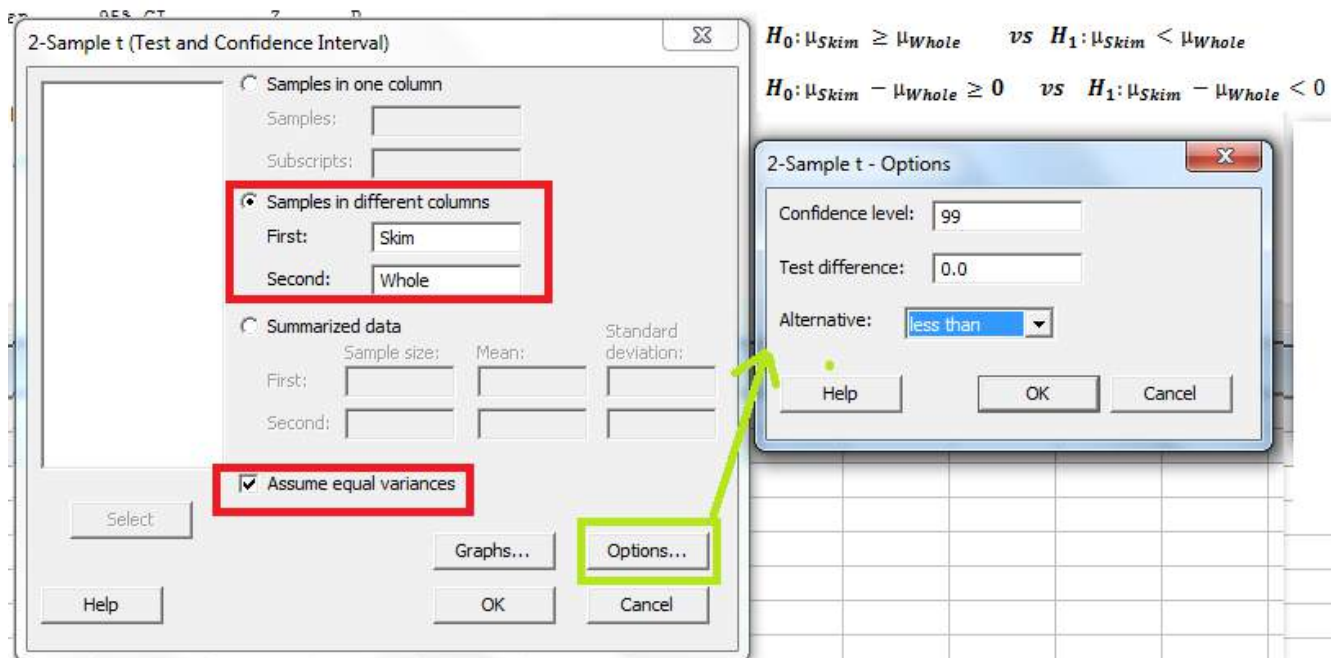 95% CI Z P
2-Sample t (Test and Confidence Interval)
Samples in one column
Samples:
Subscripts:
Samples in different columns
First: Skim
Second: Whole
Summarized data
Sample size: Mean: Standard deviation:
First:
Second:
Assume equal variances
Select
Graphs... Options...
Help OK Cancel
H₀: μSkim ≥ μWhole vs H₁: μSkim < μWhole
H₀: μSkim − μWhole ≥ 0 vs H₁: μSkim − μWhole < 0
2-Sample t - Options
Confidence level: 99
Test difference: 0.0
Alternative: less than
Help OK Cancel